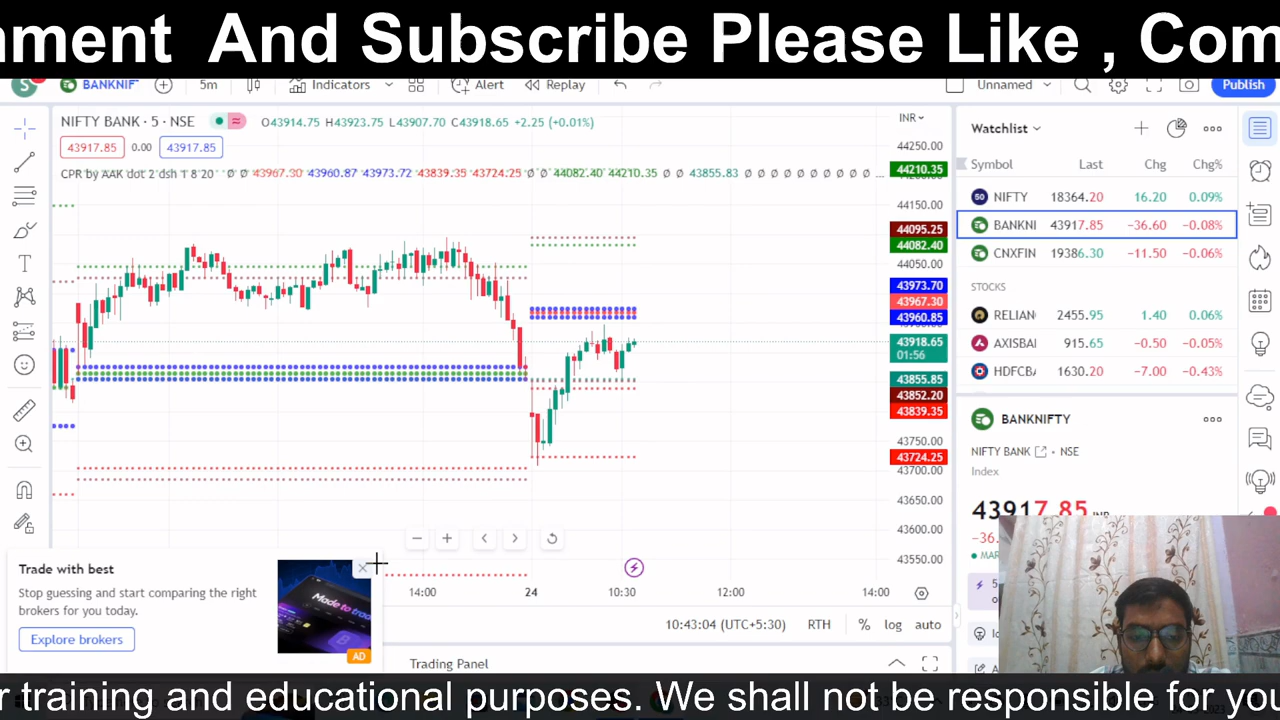 nment And Subscribe Please Like , Com
S BANKNIF 5m Indicators Alert Replay Unnamed Publish
NIFTY BANK · 5 · NSE O43914.75 H43923.75 L43907.70 C43918.65 +2.25 (+0.01%)
43917.85 0.00 43917.85
CPR by AAK dot 2 dsh T 8 20 Ø Ø 43967.30 43960.87 43973.72 43839.35 43724.25 Ø Ø 44082.40 44210.35 Ø Ø 43855.83 Ø Ø Ø Ø Ø Ø Ø Ø Ø Ø ...
INR
44250.00
44210.35
44150.00
44095.25
44082.40
44050.00
43973.70
43967.30
43960.85
43918.65
01:56
43855.85
43852.20
43839.35
43750.00
43724.25
43700.00
43650.00
43600.00
43550.00
14:00 24 10:30 12:00 14:00
10:43:04 (UTC+5:30) RTH % log auto
Trading Panel
Trade with best
Stop guessing and start comparing the right
brokers for you today.
Explore brokers
Made to trade
AD
Watchlist
Symbol Last Chg Chg%
50 NIFTY 18364.20 16.20 0.09%
BANKNI 43917.85 −36.60 −0.08%
CNXFIN 19386.30 −11.50 −0.06%
STOCKS
RELIAN 2455.95 1.40 0.06%
AXISBAI 915.65 −0.50 −0.05%
HDFCBA 1630.20 −7.00 −0.43%
BANKNIFTY
NIFTY BANK · NSE
Index
43917.85 INR
r training and educational purposes. We shall not be responsible for you